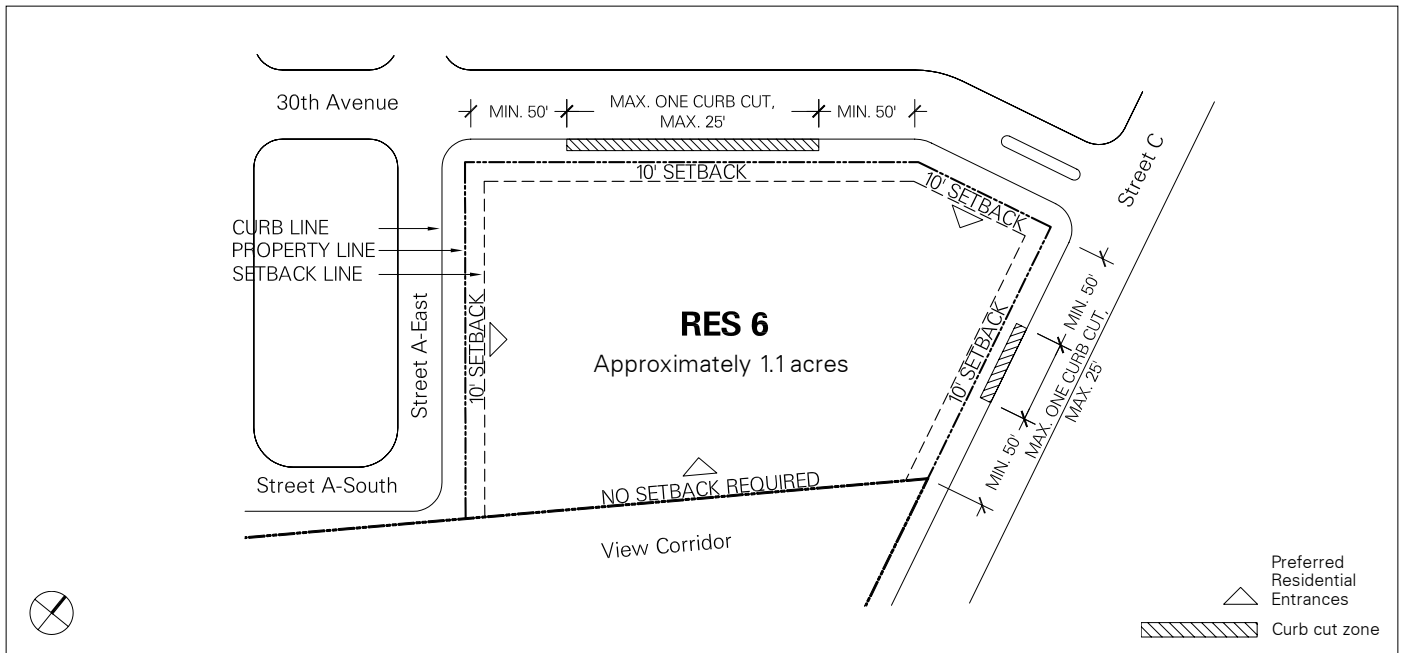 30th Avenue
MIN. 50'
MAX. ONE CURB CUT,
MAX. 25'
MIN. 50'
Street C
10' SETBACK
10' SETBACK
CURB LINE
PROPERTY LINE
SETBACK LINE
Street A-East
10' SETBACK
RES 6
Approximately 1.1 acres
10' SETBACK
MIN. 50'
MAX. ONE CURB CUT,
MAX. 25'
MIN. 50'
Street A-South
NO SETBACK REQUIRED
View Corridor
Preferred
Residential
Entrances
Curb cut zone